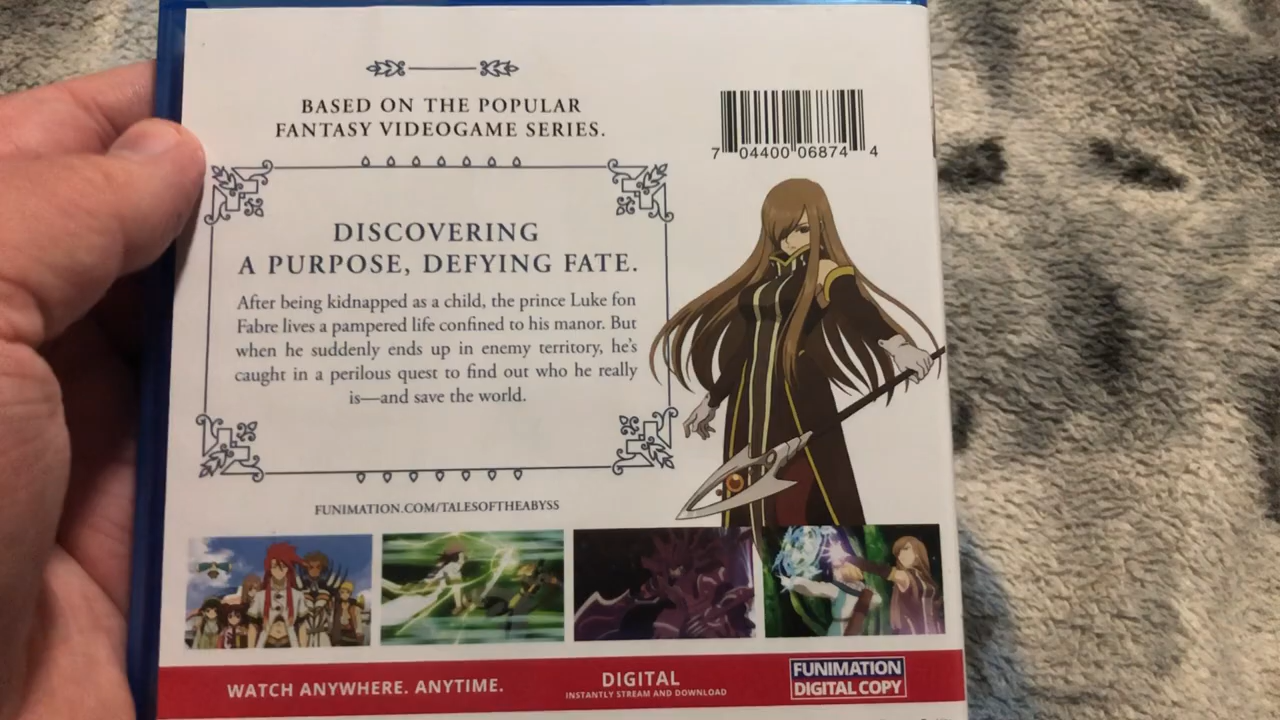 BASED ON THE POPULAR
FANTASY VIDEOGAME SERIES.
7 04400 06874 4
DISCOVERING
A PURPOSE, DEFYING FATE.
After being kidnapped as a child, the prince Luke fon
Fabre lives a pampered life confined to his manor. But
when he suddenly ends up in enemy territory, he's
caught in a perilous quest to find out who he really
is—and save the world.
FUNIMATION.COM/TALESOFTHEABYSS
WATCH ANYWHERE. ANYTIME.
DIGITAL
INSTANTLY STREAM AND DOWNLOAD
FUNIMATION
DIGITAL COPY